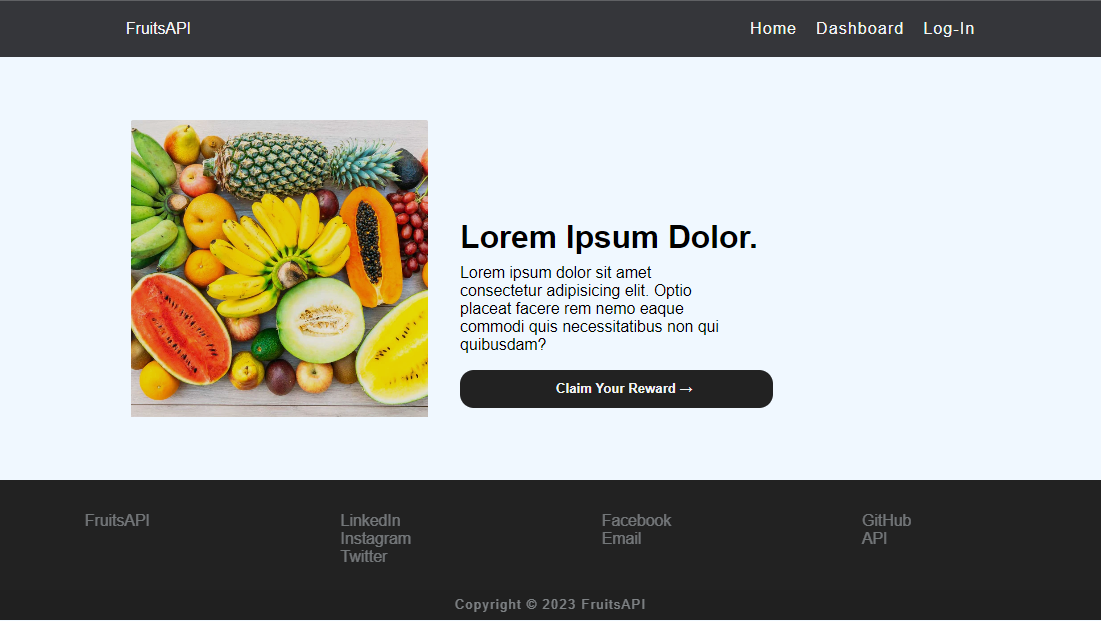 FruitsAPI
Home Dashboard Log-In
Lorem Ipsum Dolor.
Lorem ipsum dolor sit amet
consectetur adipisicing elit. Optio
placeat facere rem nemo eaque
commodi quis necessitatibus non qui
quibusdam?
Claim Your Reward →
FruitsAPI
LinkedIn
Instagram
Twitter
Facebook
Email
GitHub
API
Copyright © 2023 FruitsAPI